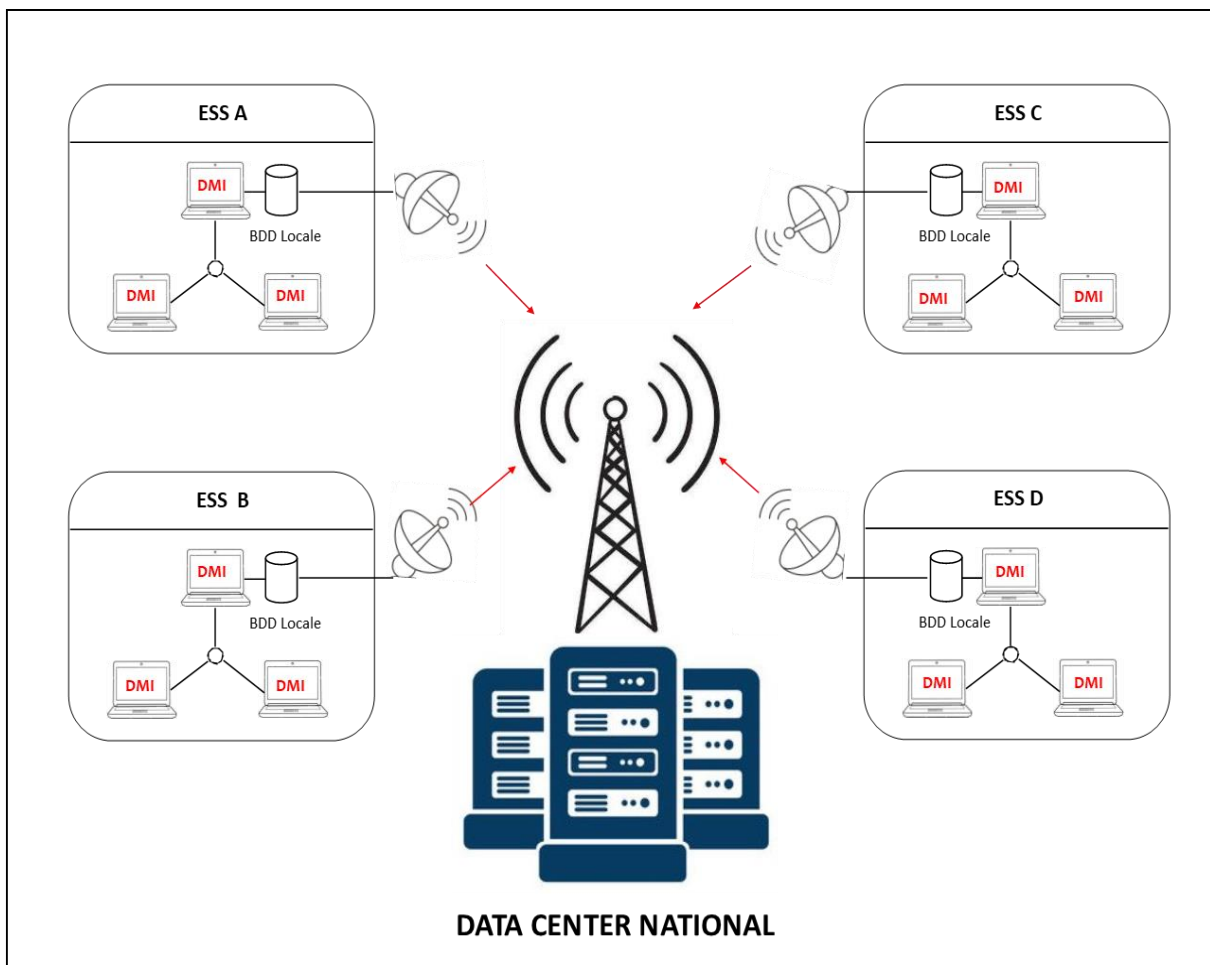 ESS A
DMI
BDD Locale
DMI
DMI
ESS C
DMI
BDD Locale
DMI
DMI
ESS B
DMI
BDD Locale
DMI
DMI
ESS D
DMI
BDD Locale
DMI
DMI
DATA CENTER NATIONAL